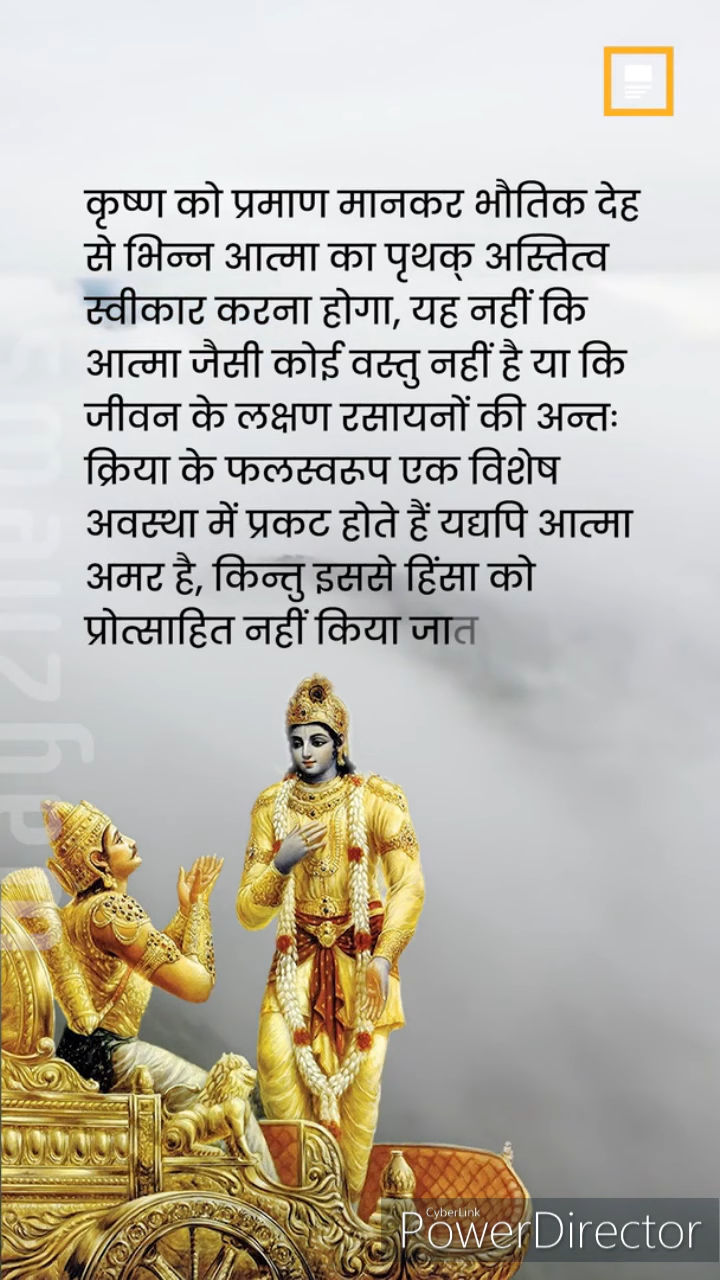 कृष्ण को प्रमाण मानकर भौतिक देह
से भिन्न आत्मा का पृथक् अस्तित्व
स्वीकार करना होगा, यह नहीं कि
आत्मा जैसी कोई वस्तु नहीं है या कि
जीवन के लक्षण रसायनों की अन्तः
क्रिया के फलस्वरूप एक विशेष
अवस्था में प्रकट होते हैं यद्यपि आत्मा
अमर है, किन्तु इससे हिंसा को
प्रोत्साहित नहीं किया जात
CyberLink
PowerDirector